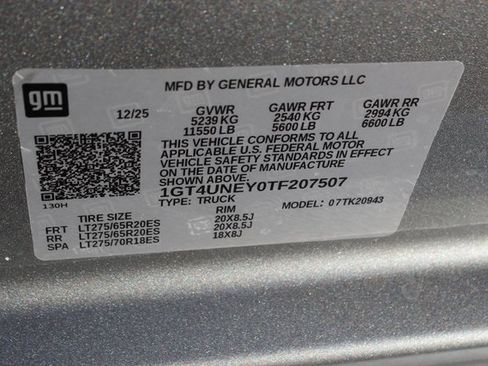 gm
MFD BY GENERAL MOTORS LLC
12/25 GVWR GAWR FRT GAWR RR
5239 KG 2540 KG 2994 KG
11550 LB 5600 LB 6600 LB
THIS VEHICLE CONFORMS TO ALL
APPLICABLE U.S. FEDERAL MOTOR
VEHICLE SAFETY STANDARDS IN EFFECT
ON THE DATE OF MANUFACTURE
SHOWN ABOVE.
1GT4UNEY0TF207507
130H
TYPE: TRUCK MODEL: 07TK20943
TIRE SIZE RIM
FRT LT275/65R20ES 20X8.5J
RR LT275/65R20ES 20X8.5J
SPA LT275/70R18ES 18X8J